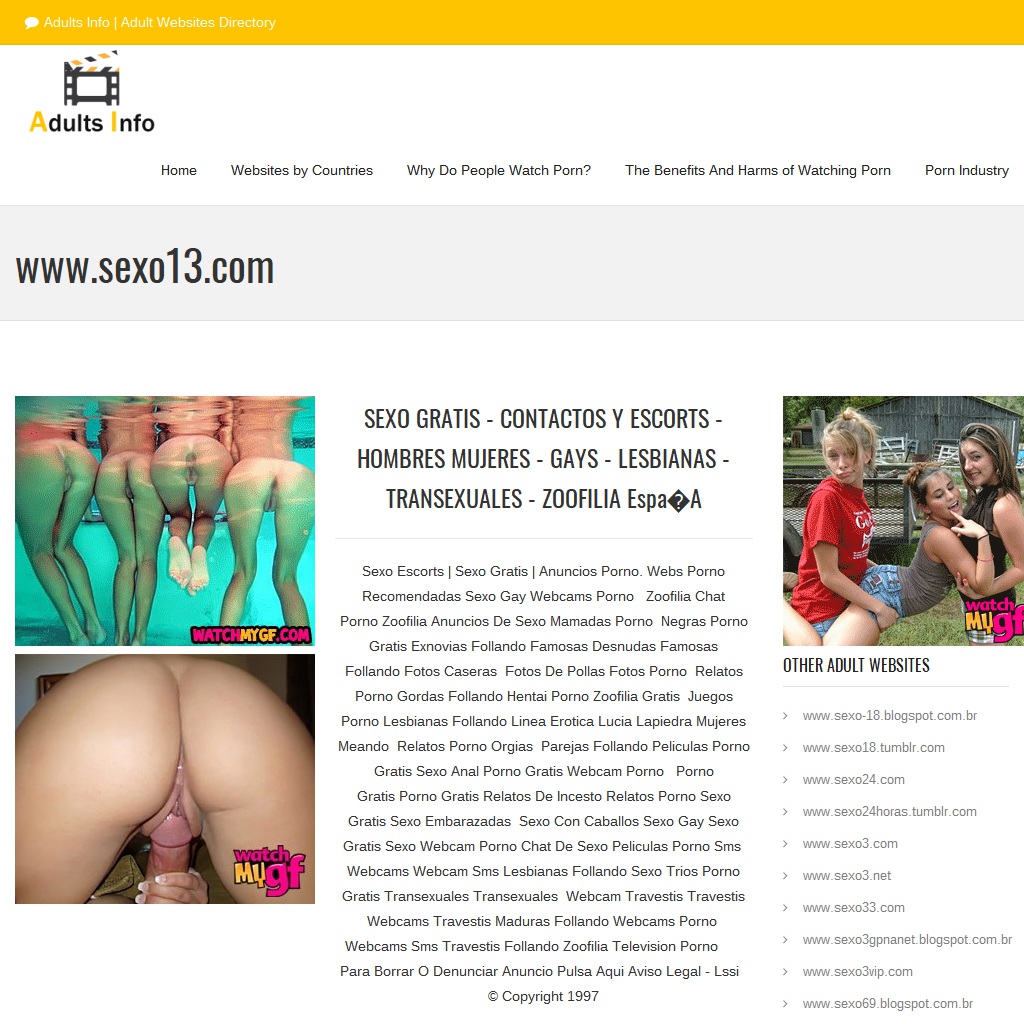 Adults Info | Adult Websites Directory
Adults Info
Home Websites by Countries Why Do People Watch Porn? The Benefits And Harms of Watching Porn Porn Industry
www.sexo13.com
WATCHMYGF.COM
watch
My gf
SEXO GRATIS - CONTACTOS Y ESCORTS -
HOMBRES MUJERES - GAYS - LESBIANAS -
TRANSEXUALES - ZOOFILIA Espa�A
Sexo Escorts | Sexo Gratis | Anuncios Porno. Webs Porno
Recomendadas Sexo Gay Webcams Porno Zoofilia Chat
Porno Zoofilia Anuncios De Sexo Mamadas Porno Negras Porno
Gratis Exnovias Follando Famosas Desnudas Famosas
Follando Fotos Caseras Fotos De Pollas Fotos Porno Relatos
Porno Gordas Follando Hentai Porno Zoofilia Gratis Juegos
Porno Lesbianas Follando Linea Erotica Lucia Lapiedra Mujeres
Meando Relatos Porno Orgias Parejas Follando Peliculas Porno
Gratis Sexo Anal Porno Gratis Webcam Porno Porno
Gratis Porno Gratis Relatos De Incesto Relatos Porno Sexo
Gratis Sexo Embarazadas Sexo Con Caballos Sexo Gay Sexo
Gratis Sexo Webcam Porno Chat De Sexo Peliculas Porno Sms
Webcams Webcam Sms Lesbianas Follando Sexo Trios Porno
Gratis Transexuales Transexuales Webcam Travestis Travestis
Webcams Travestis Maduras Follando Webcams Porno
Webcams Sms Travestis Follando Zoofilia Television Porno
Para Borrar O Denunciar Anuncio Pulsa Aqui Aviso Legal - Lssi
© Copyright 1997
watch
My gf
OTHER ADULT WEBSITES
www.sexo-18.blogspot.com.br
www.sexo18.tumblr.com
www.sexo24.com
www.sexo24horas.tumblr.com
www.sexo3.com
www.sexo3.net
www.sexo33.com
www.sexo3gpnanet.blogspot.com.br
www.sexo3vip.com
www.sexo69.blogspot.com.br